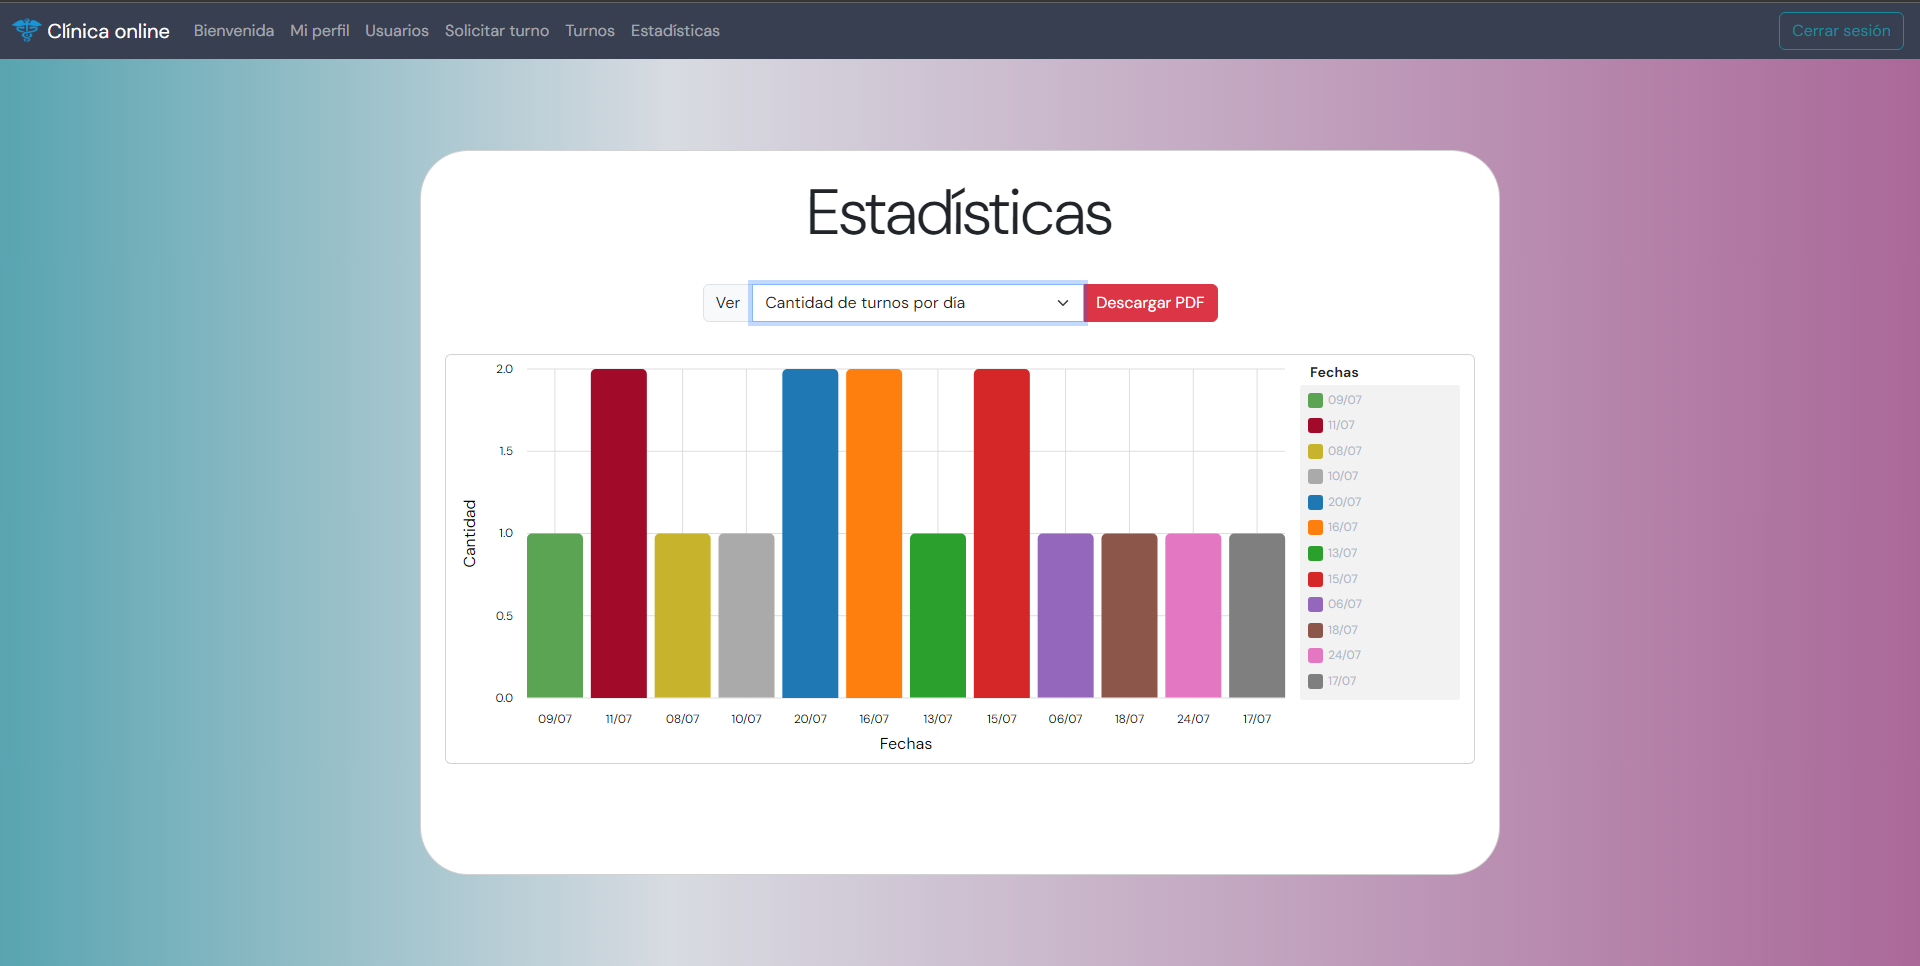 Clínica online Bienvenida Mi perfil Usuarios Solicitar turno Turnos Estadísticas Cerrar sesión
Estadísticas
Ver Cantidad de turnos por día Descargar PDF
Cantidad
2.0
1.5
1.0
0.5
0.0
09/07 11/07 08/07 10/07 20/07 16/07 13/07 15/07 06/07 18/07 24/07 17/07
Fechas
Fechas
09/07
11/07
08/07
10/07
20/07
16/07
13/07
15/07
06/07
18/07
24/07
17/07